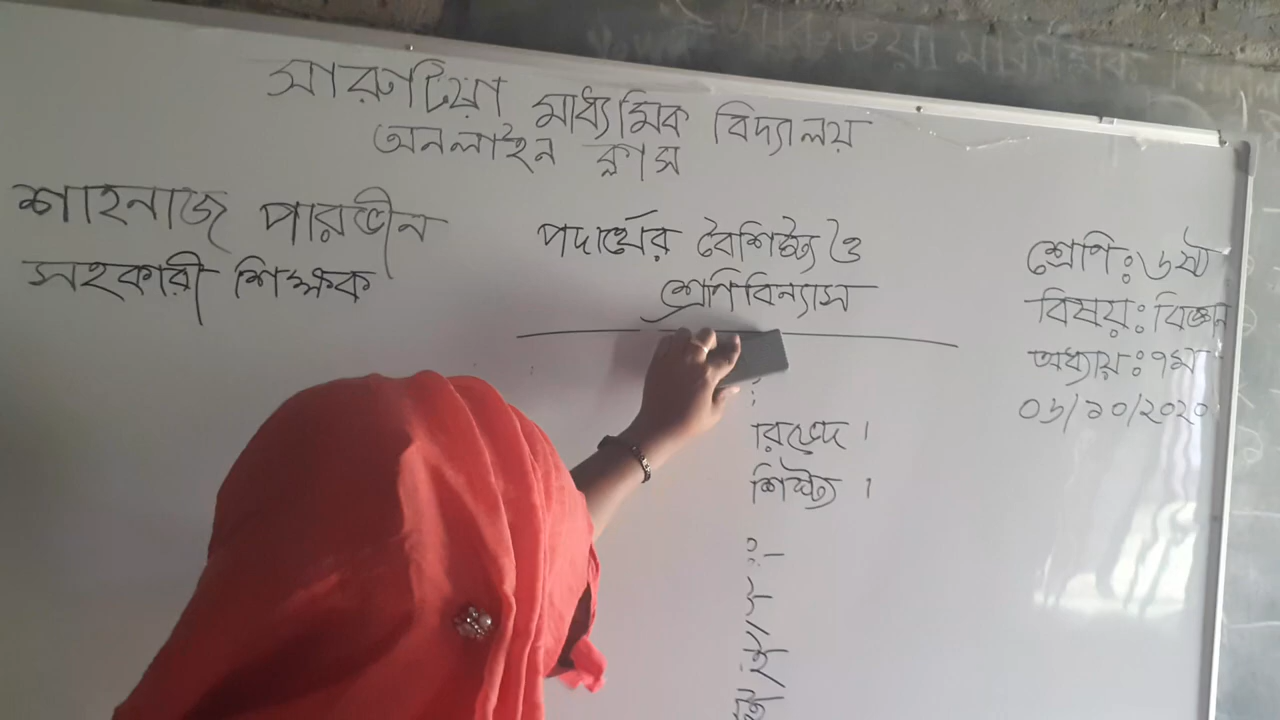 সারুটিয়া মাধ্যমিক বিদ্যালয়
অনলাইন ক্লাস
শাহনাজ পারভীন
সহকারী শিক্ষক
পদার্থের বৈশিষ্ট্য ও
শ্রেণিবিন্যাস
শ্রেণি: ৬ষ্ঠ
বিষয়: বিজ্ঞান
অধ্যায়: ৭ম
০৬/১০/২০২০
রিভেদ।
শিষ্ট্য।